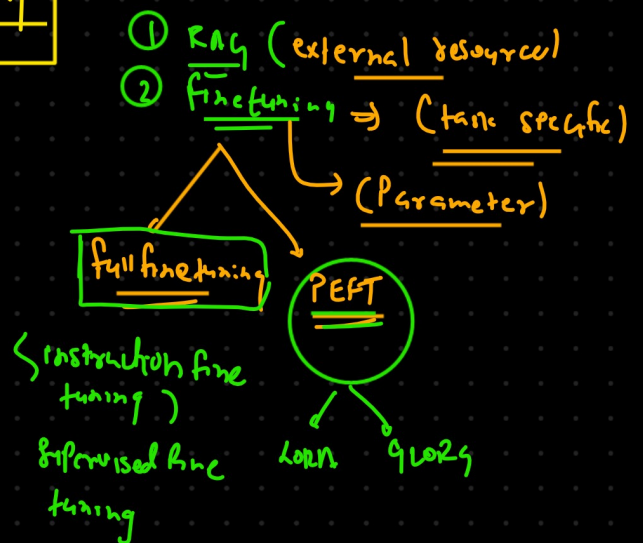 ① RAG (external resource)
② finetuning ⇒ (task specific)
(Parameter)
full finetuning
PEFT
(instruction fine
tuning)
LORA QLORA
Supervised fine
tuning